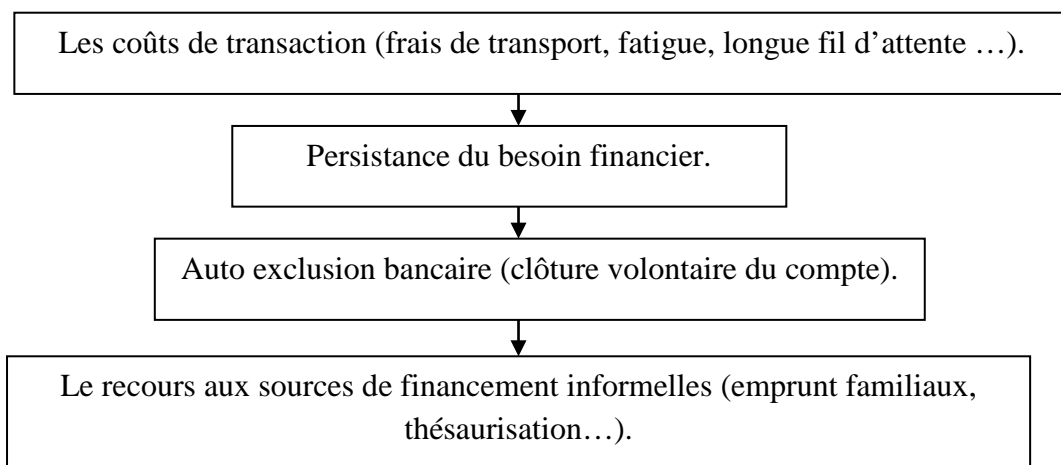 Les coûts de transaction (frais de transport, fatigue, longue fil d’attente …).
Persistance du besoin financier.
Auto exclusion bancaire (clôture volontaire du compte).
Le recours aux sources de financement informelles (emprunt familiaux,
thésaurisation…).